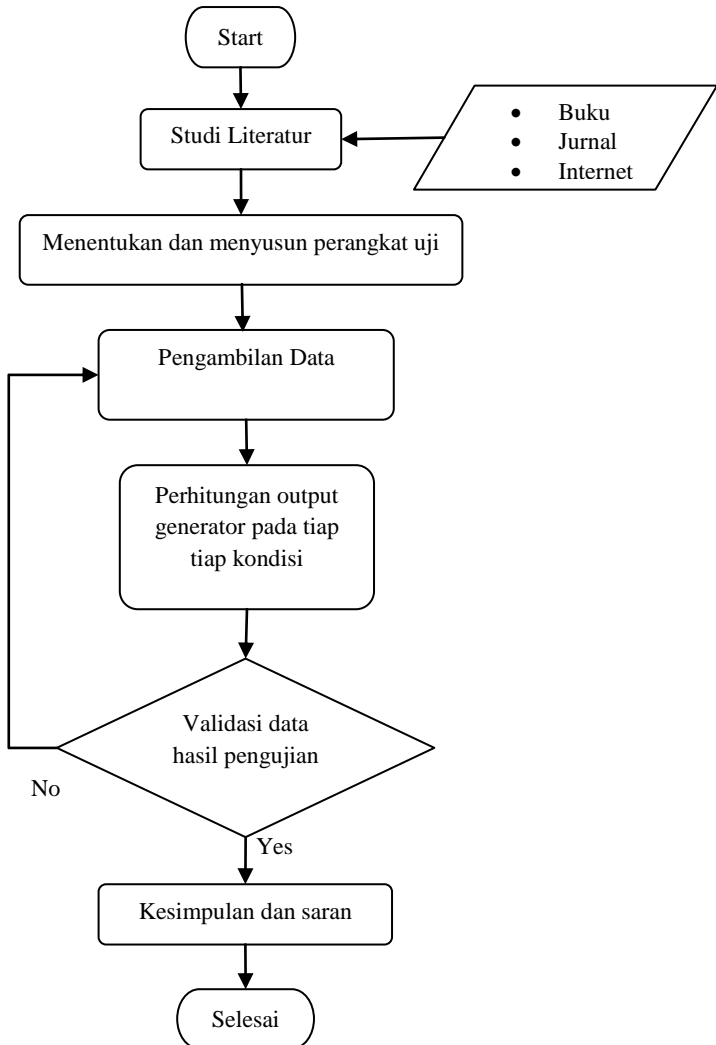 Start
Studi Literatur
• Buku
• Jurnal
• Internet
Menentukan dan menyusun perangkat uji
Pengambilan Data
Perhitungan output
generator pada tiap
tiap kondisi
Validasi data
hasil pengujian
No
Yes
Kesimpulan dan saran
Selesai